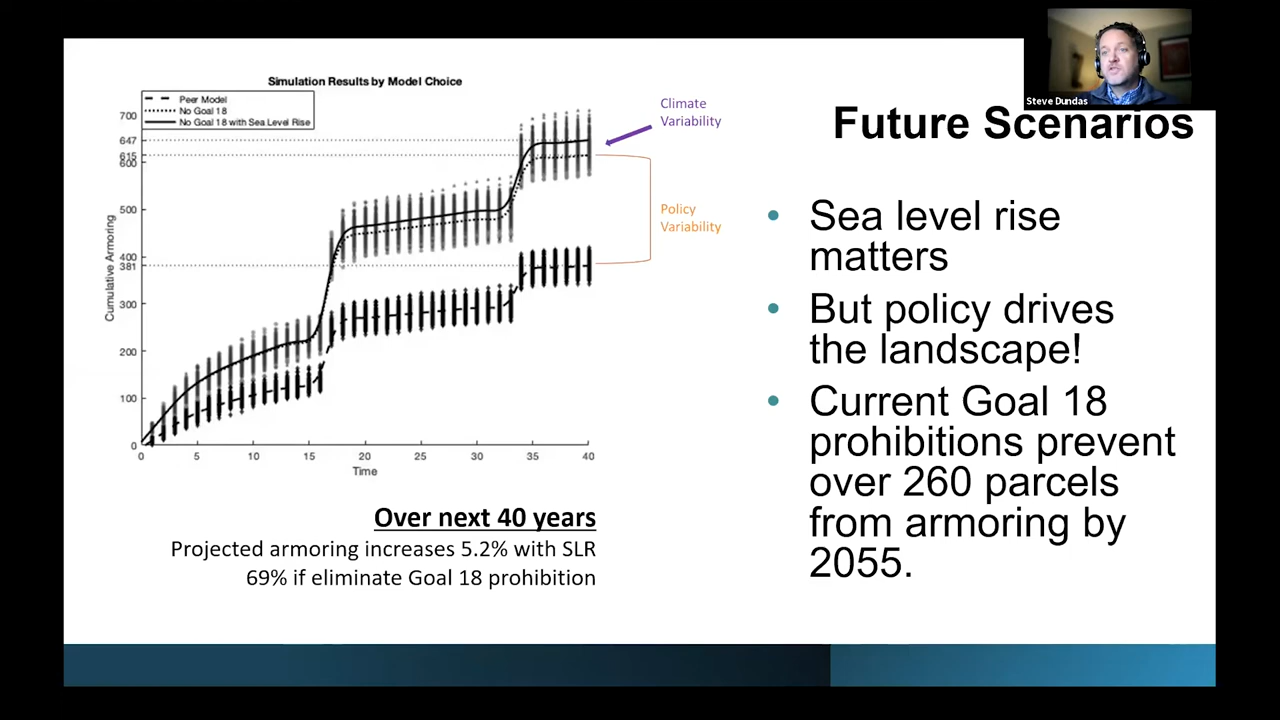 Steve Dundas
Future Scenarios
Simulation Results by Model Choice
Peer Model
No Goal 18
No Goal 18 with Sea Level Rise
Climate
Variability
Policy
Variability
Cumulative Armoring
700
647
615
600
500
400
381
300
200
100
0
0 5 10 15 20 25 30 35 40
Time
Over next 40 years
Projected armoring increases 5.2% with SLR
69% if eliminate Goal 18 prohibition
• Sea level rise
matters
• But policy drives
the landscape!
• Current Goal 18
prohibitions prevent
over 260 parcels
from armoring by
2055.